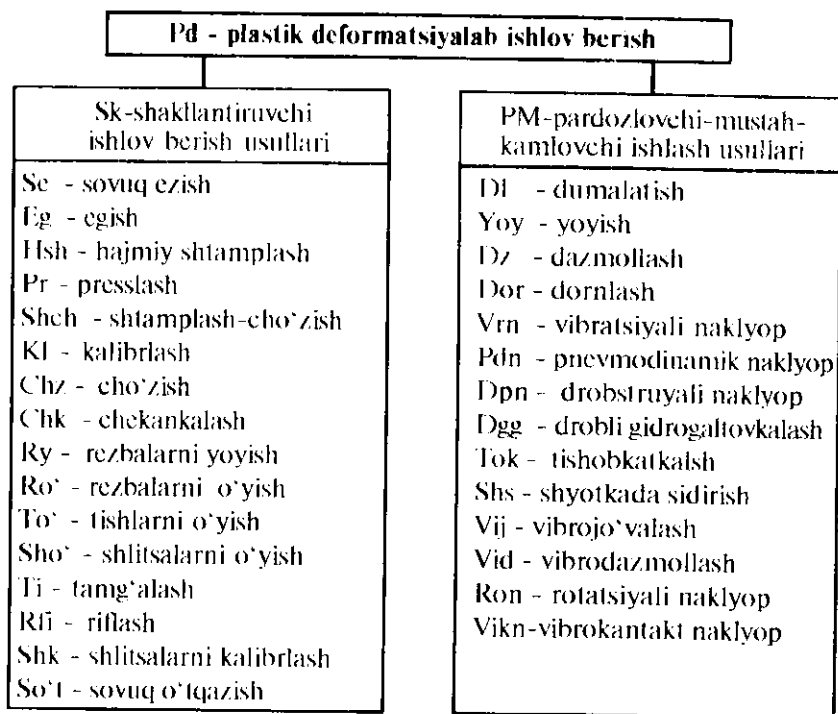 Pd - plastik deformatsiyalab ishlov berish
Sk-shakllantiruvchi
ishlov berish usullari
Se - sovuq ezish
Eg - egish
Hsh - hajmiy shtamplash
Pr - presslash
Shch - shtamplash-cho‘zish
Kl - kalibrlash
Chz - cho‘zish
Chk - chekankalash
Ry - rezbalarni yoyish
Ro‘ - rezbalarni o‘yish
To‘ - tishlarni o‘yish
Sho‘ - shlitsalarni o‘yish
Ti - tamg‘alash
Rfi - riflash
Shk - shlitsalarni kalibrlash
So‘t - sovuq o‘tqazish
PM-pardozlovchi-mustah-
kamlovchi ishlash usullari
Dl - dumalatish
Yoy - yoyish
Dz - dazmollash
Dor - dornlash
Vrn - vibratsiyali naklyop
Pdn - pnevmodinamik naklyop
Dpn - drobstruyali naklyop
Dgg - drobli gidrogaltovkalash
Tok - tishobkatkalsh
Shs - shyotkada sidirish
Vij - vibrojo‘valash
Vid - vibrodazmollash
Ron - rotatsiyali naklyop
Vikn-vibrokantakt naklyop